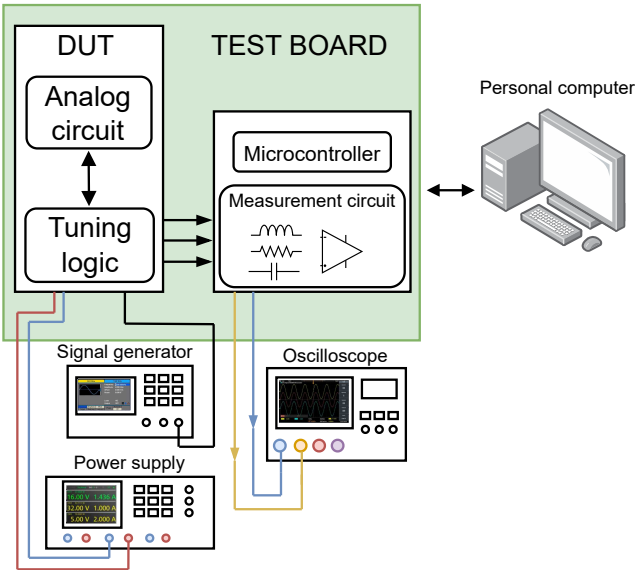 DUT
TEST BOARD
Analog
circuit
Tuning
logic
Microcontroller
Measurement circuit
Personal computer
Signal generator
Oscilloscope
Power supply
16.00 V 1.436 A
32.00 V 1.000 A
5.00 V 2.000 A